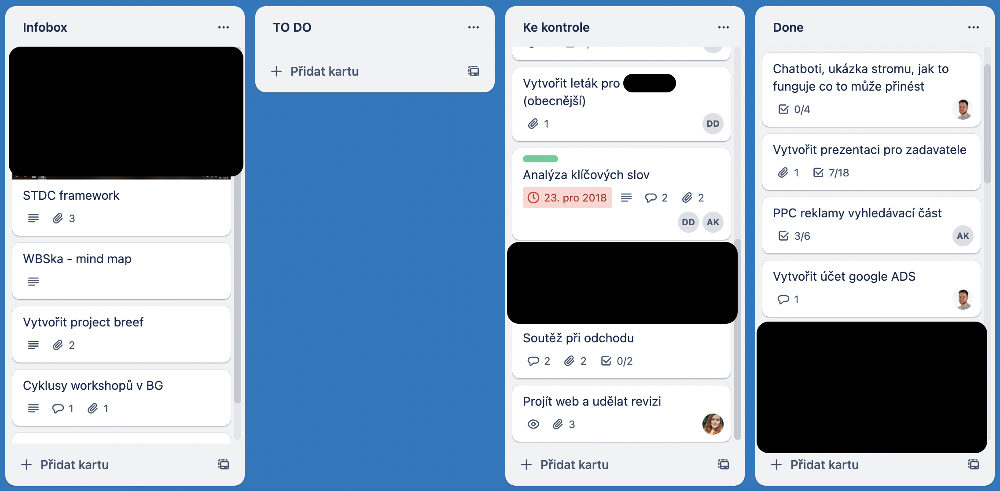 Infobox
STDC framework
3
WBSka - mind map
Vytvořit project breef
2
Cyklusy workshopů v BG
1 1
Přidat kartu
TO DO
Přidat kartu
Ke kontrole
Vytvořit leták pro
(obecnější)
1
DD
Analýza klíčových slov
23. pro 2018 2 2
DD AK
Soutěž při odchodu
2 2 0/2
Projít web a udělat revizi
3
Přidat kartu
Done
Chatboti, ukázka stromu, jak to
funguje co to může přinést
0/4
Vytvořit prezentaci pro zadavatele
1 7/18
PPC reklamy vyhledávací část
3/6 AK
Vytvořit účet google ADS
1
Přidat kartu